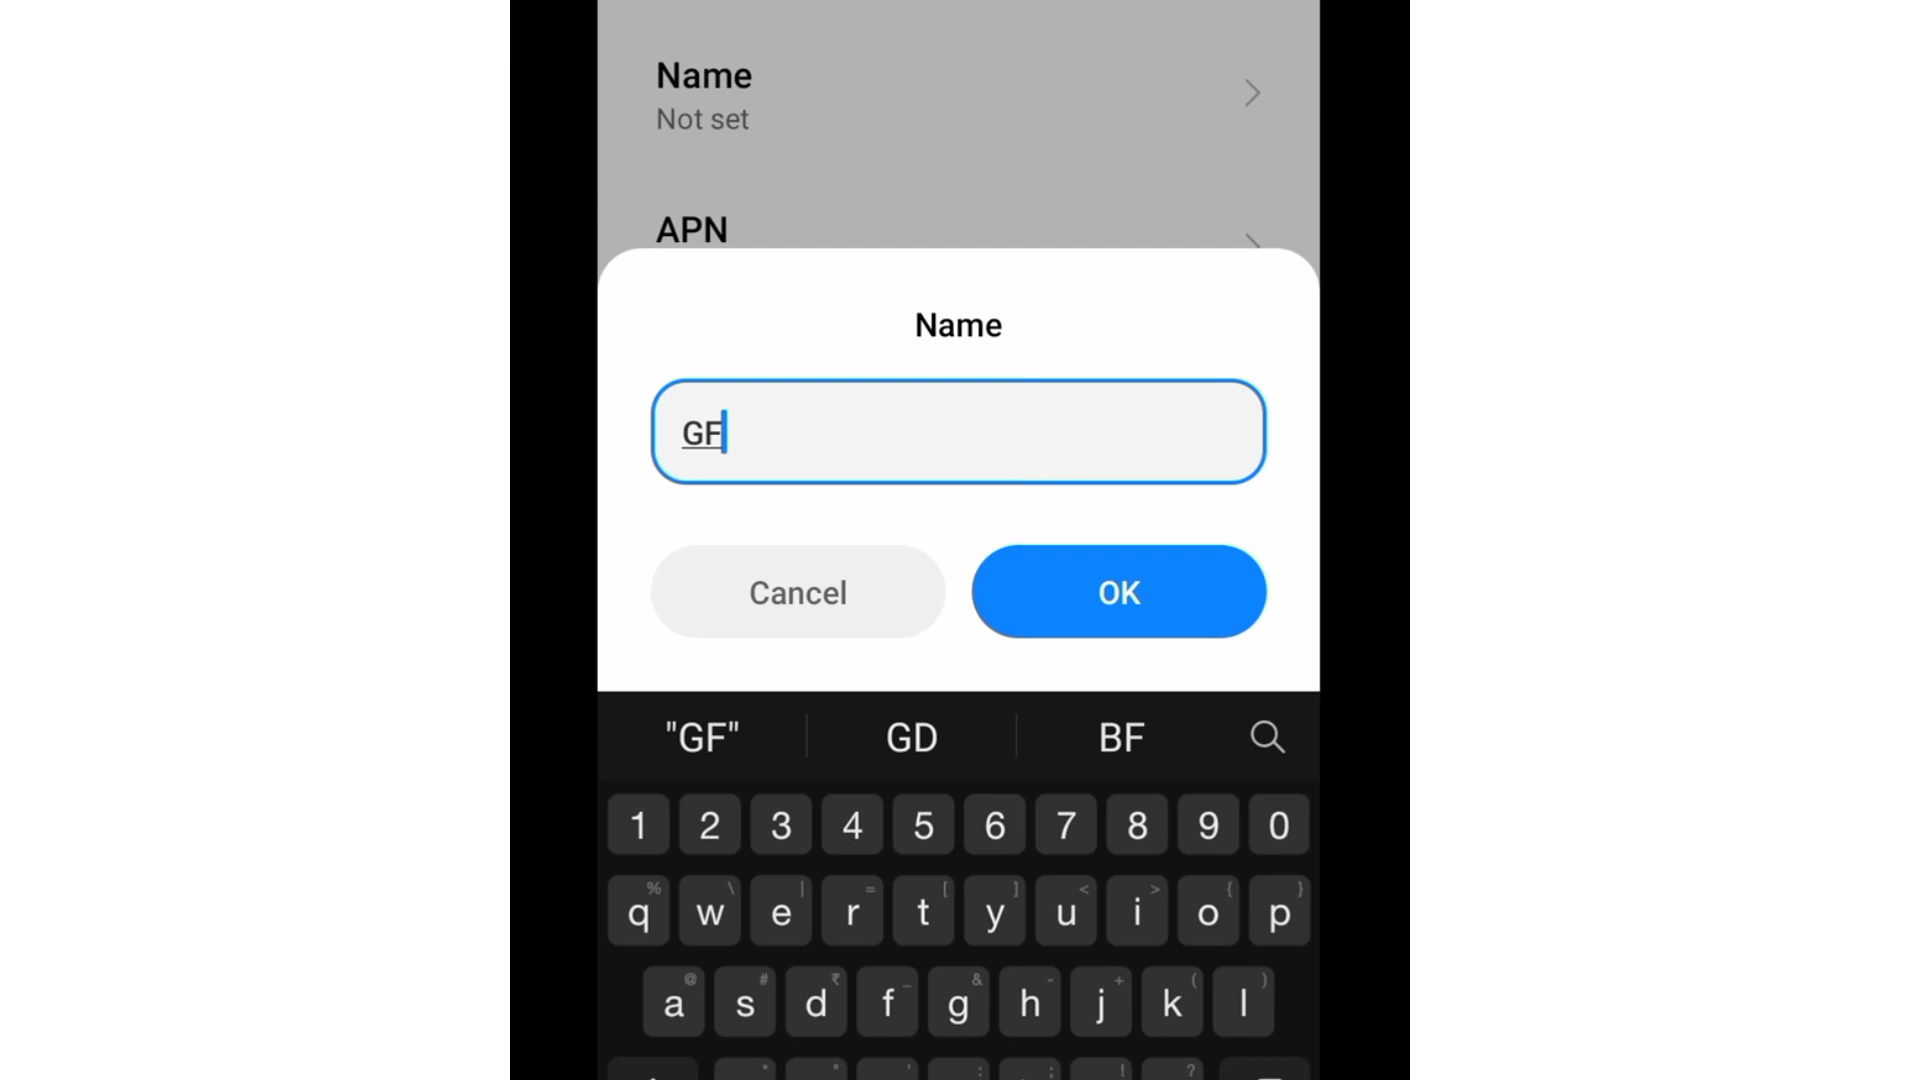 Name
Not set
APN
Name
GF
Cancel OK
"GF" GD BF
1 2 3 4 5 6 7 8 9 0
% \ | = [ ] < > { }
q w e r t y u i o p
@ # ₹ _ & - + ( )
a s d f g h j k l
* " ' : ; ! ?